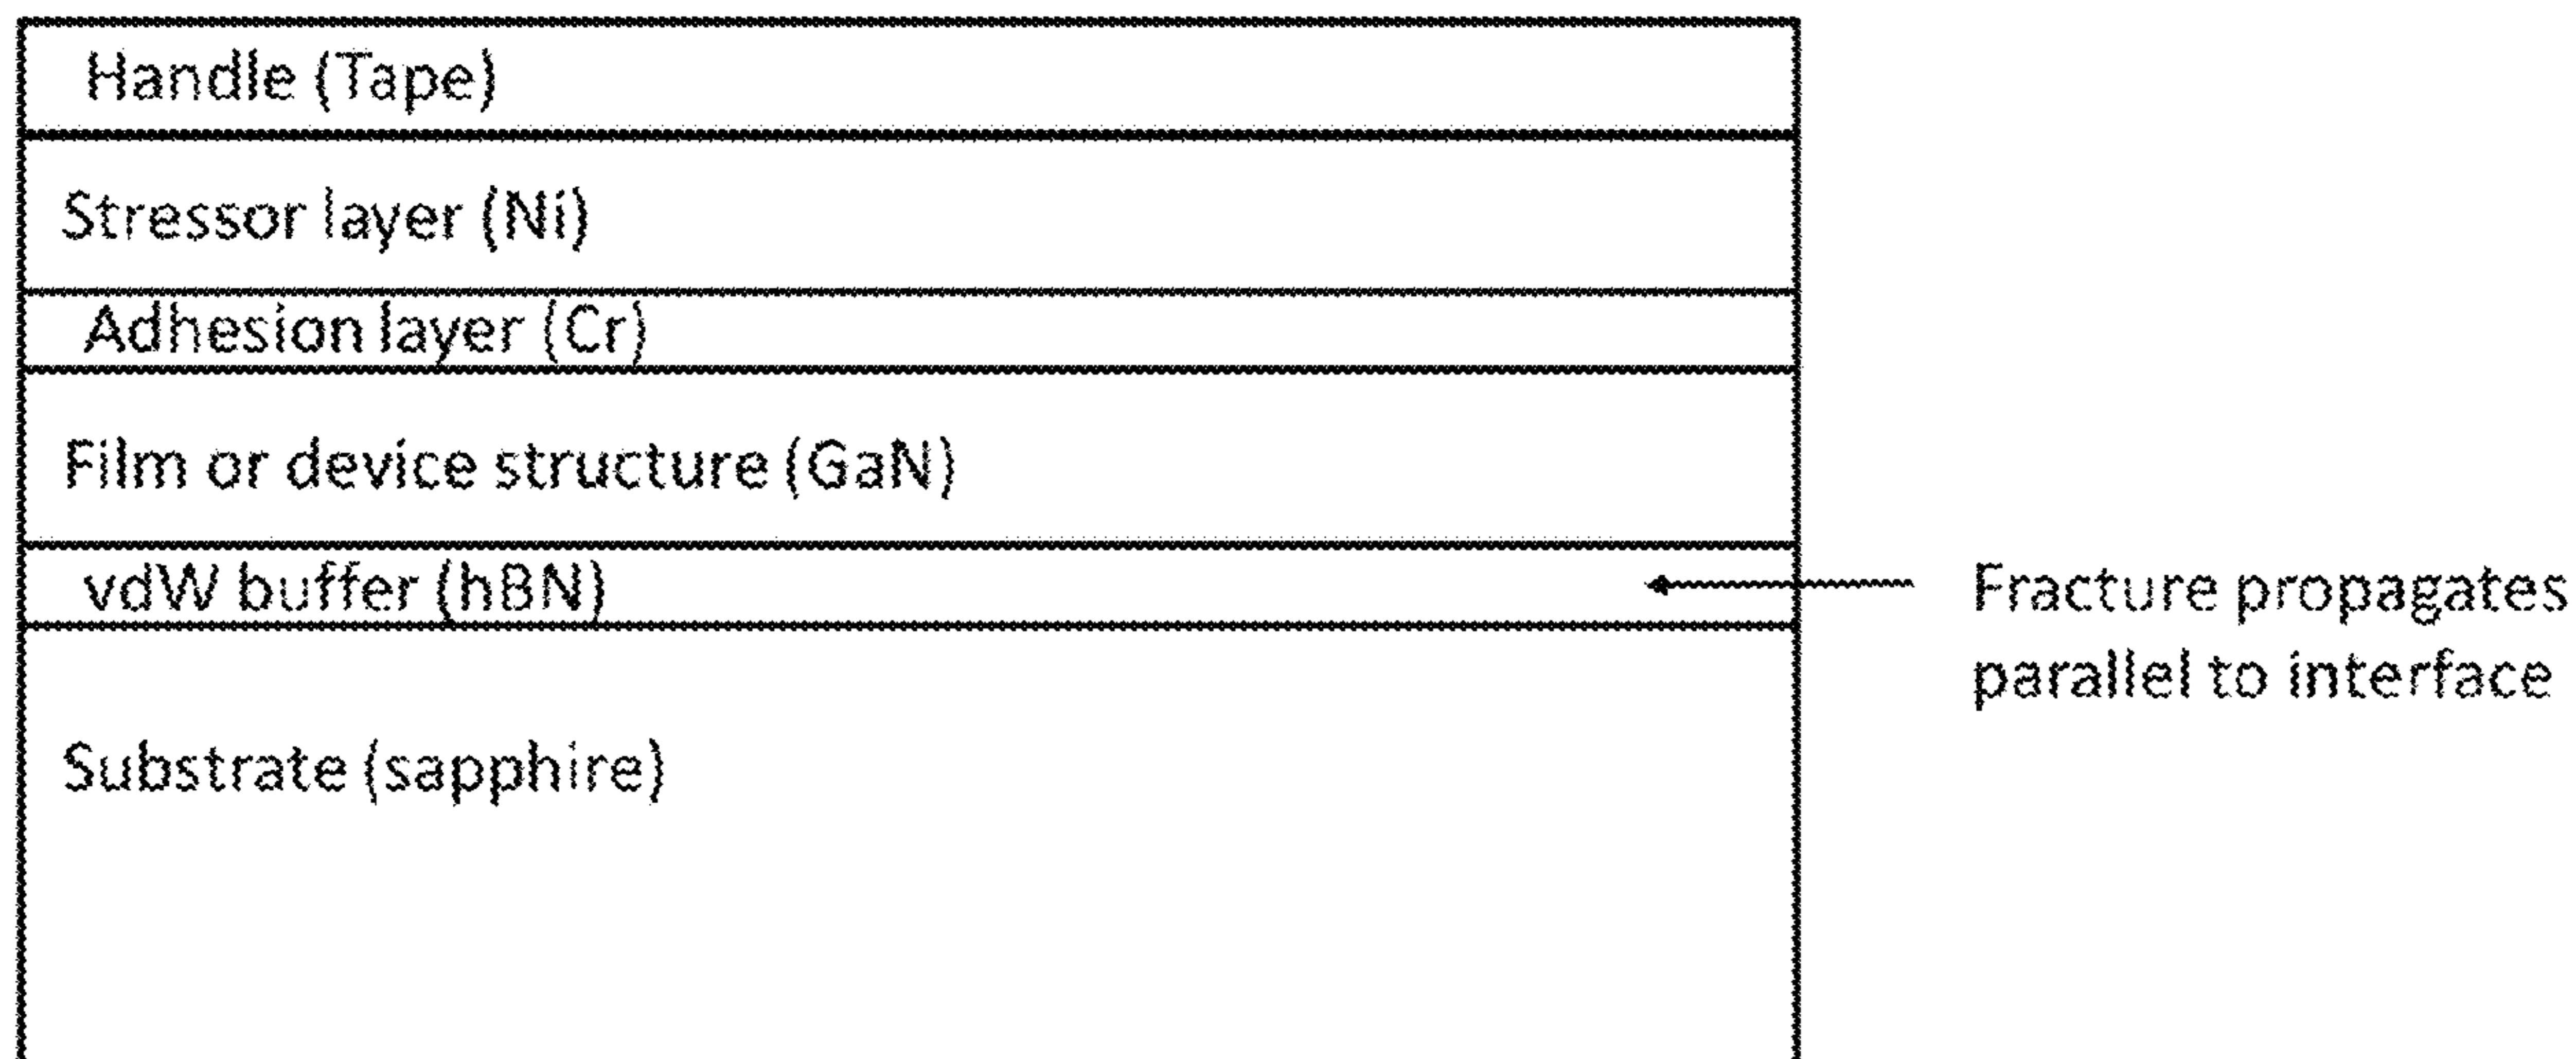 Handle (Tape)
Stressor layer (Ni)
Adhesion layer (Cr)
Film or device structure (GaN)
vdW buffer (hBN)
Fracture propagates
parallel to interface
Substrate (sapphire)